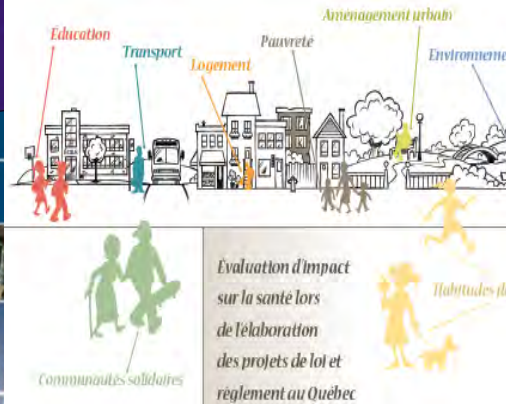 Aménagement urbain
Éducation
Pauvreté
Transport
Logement
Évaluation d'impact
sur la santé lors
de l'élaboration
des projets de loi et
règlement au Québec
Habitudes
Communautés solidaires